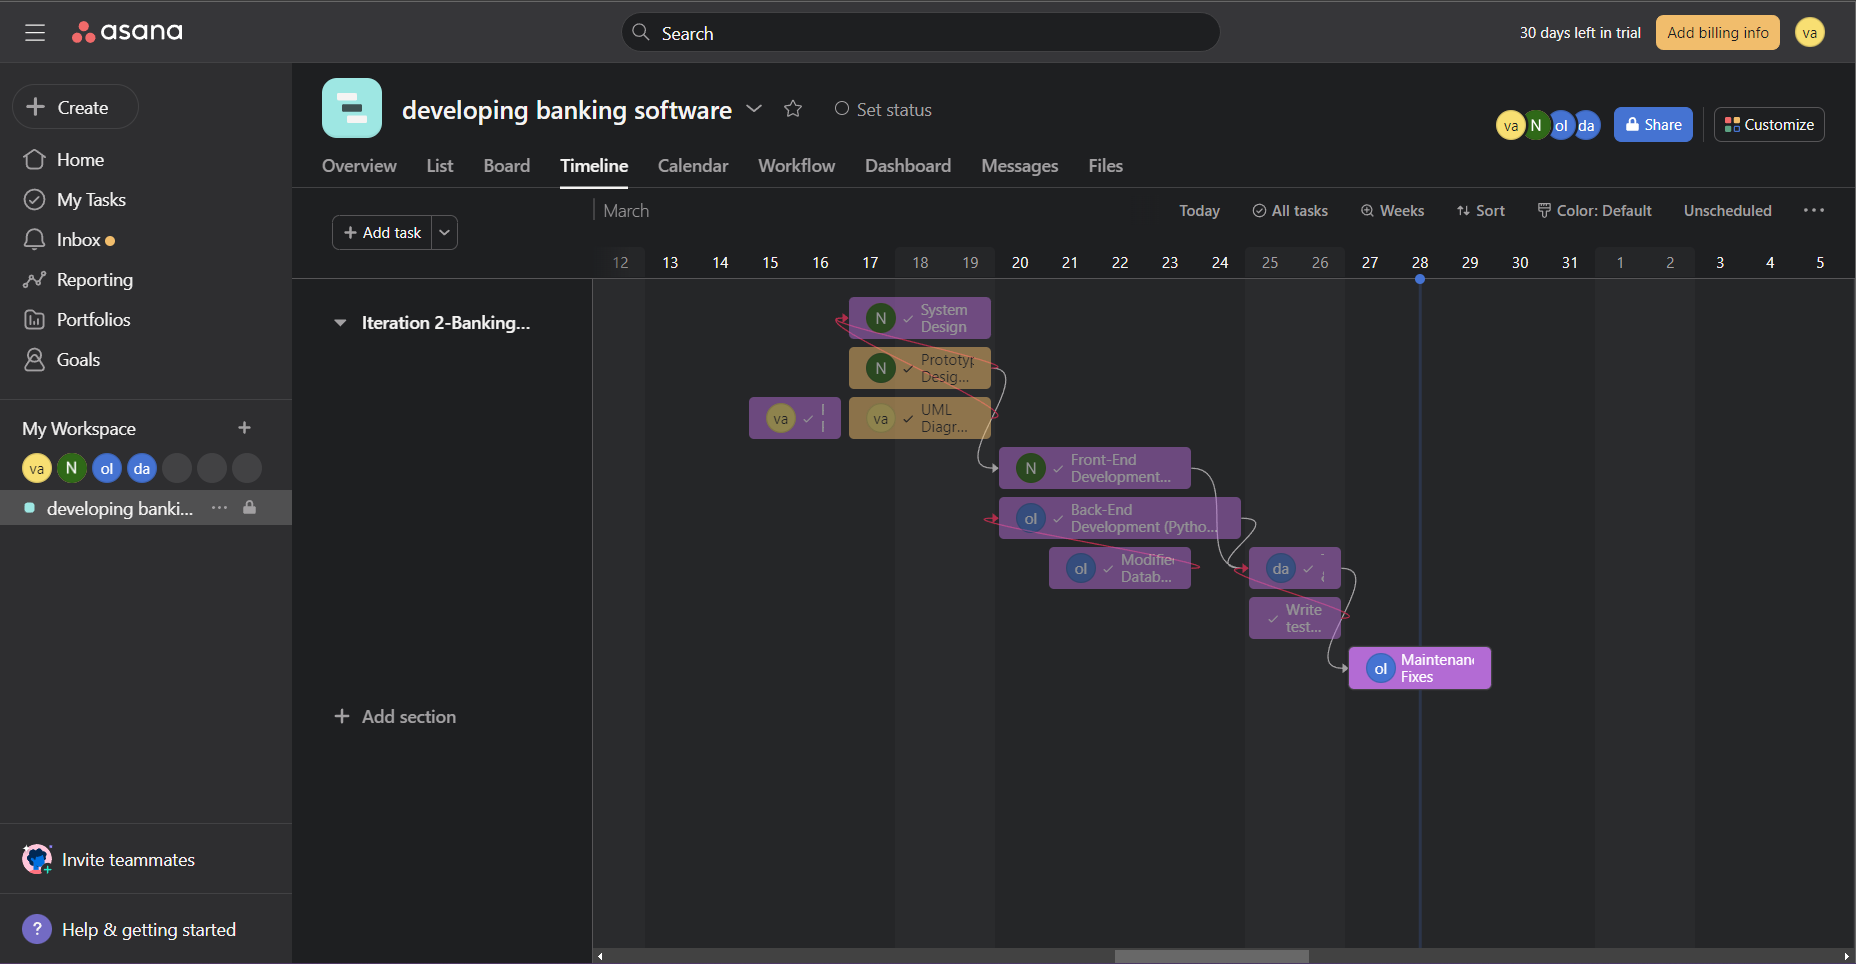 asana
Search
30 days left in trial
Add billing info
va
Create
Home
My Tasks
Inbox
Reporting
Portfolios
Goals
My Workspace
va N ol da
developing banki...
Invite teammates
? Help & getting started
developing banking software
Set status
va N ol da
Share
Customize
Overview List Board Timeline Calendar Workflow Dashboard Messages Files
Add task
March
Today All tasks Weeks Sort Color: Default Unscheduled
12 13 14 15 16 17 18 19 20 21 22 23 24 25 26 27 28 29 30 31 1 2 3 4 5
Iteration 2-Banking...
N System
Design
N Prototyp
Desig...
va
va UML
Diagr...
N Front-End
Development...
ol Back-End
Development (Pytho...
ol Modifie
Datab...
da
Write
test...
ol Maintenan
Fixes
Add section